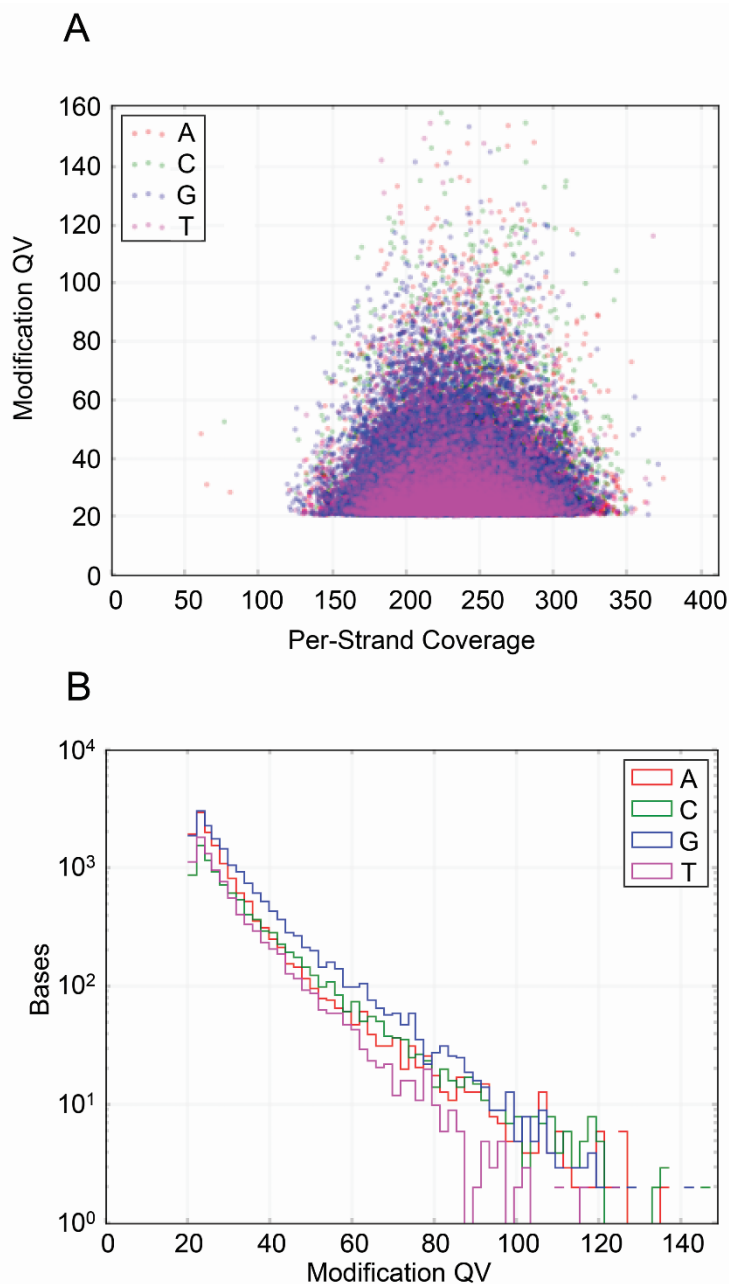 A
160
140
120
100
80
60
40
20
0
Modification QV
A
C
G
T
0 50 100 150 200 250 300 350 400
Per-Strand Coverage
B
10⁴
10³
10²
10¹
10⁰
Bases
A
C
G
T
0 20 40 60 80 100 120 140
Modification QV